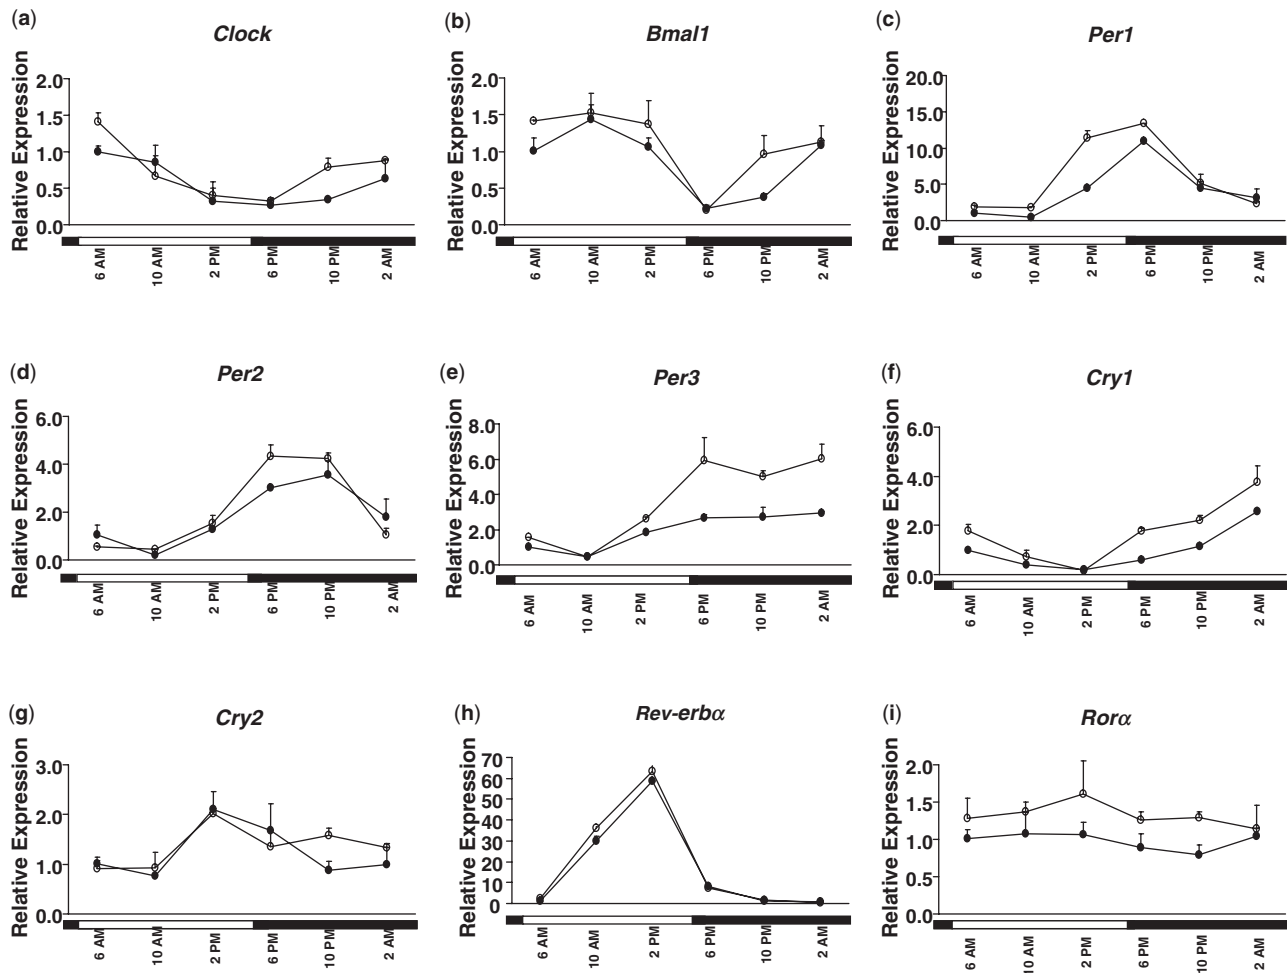 (a)
Clock
Relative Expression
2.0
1.5
1.0
0.5
0.0
6 AM
10 AM
2 PM
6 PM
10 PM
2 AM
(b)
Bmal1
Relative Expression
2.0
1.5
1.0
0.5
0.0
6 AM
10 AM
2 PM
6 PM
10 PM
2 AM
(c)
Per1
Relative Expression
20.0
15.0
10.0
5.0
0.0
6 AM
10 AM
2 PM
6 PM
10 PM
2 AM
(d)
Per2
Relative Expression
6.0
4.0
2.0
0.0
6 AM
10 AM
2 PM
6 PM
10 PM
2 AM
(e)
Per3
Relative Expression
8.0
6.0
4.0
2.0
0.0
6 AM
10 AM
2 PM
6 PM
10 PM
2 AM
(f)
Cry1
Relative Expression
6.0
4.0
2.0
0.0
6 AM
10 AM
2 PM
6 PM
10 PM
2 AM
(g)
Cry2
Relative Expression
3.0
2.0
1.0
0.0
6 AM
10 AM
2 PM
6 PM
10 PM
2 AM
(h)
Rev-erbα
Relative Expression
70
60
50
40
30
20
10
0
6 AM
10 AM
2 PM
6 PM
10 PM
2 AM
(i)
Rorα
Relative Expression
2.0
1.5
1.0
1.5
0.0
6 AM
10 AM
2 PM
6 PM
10 PM
2 AM